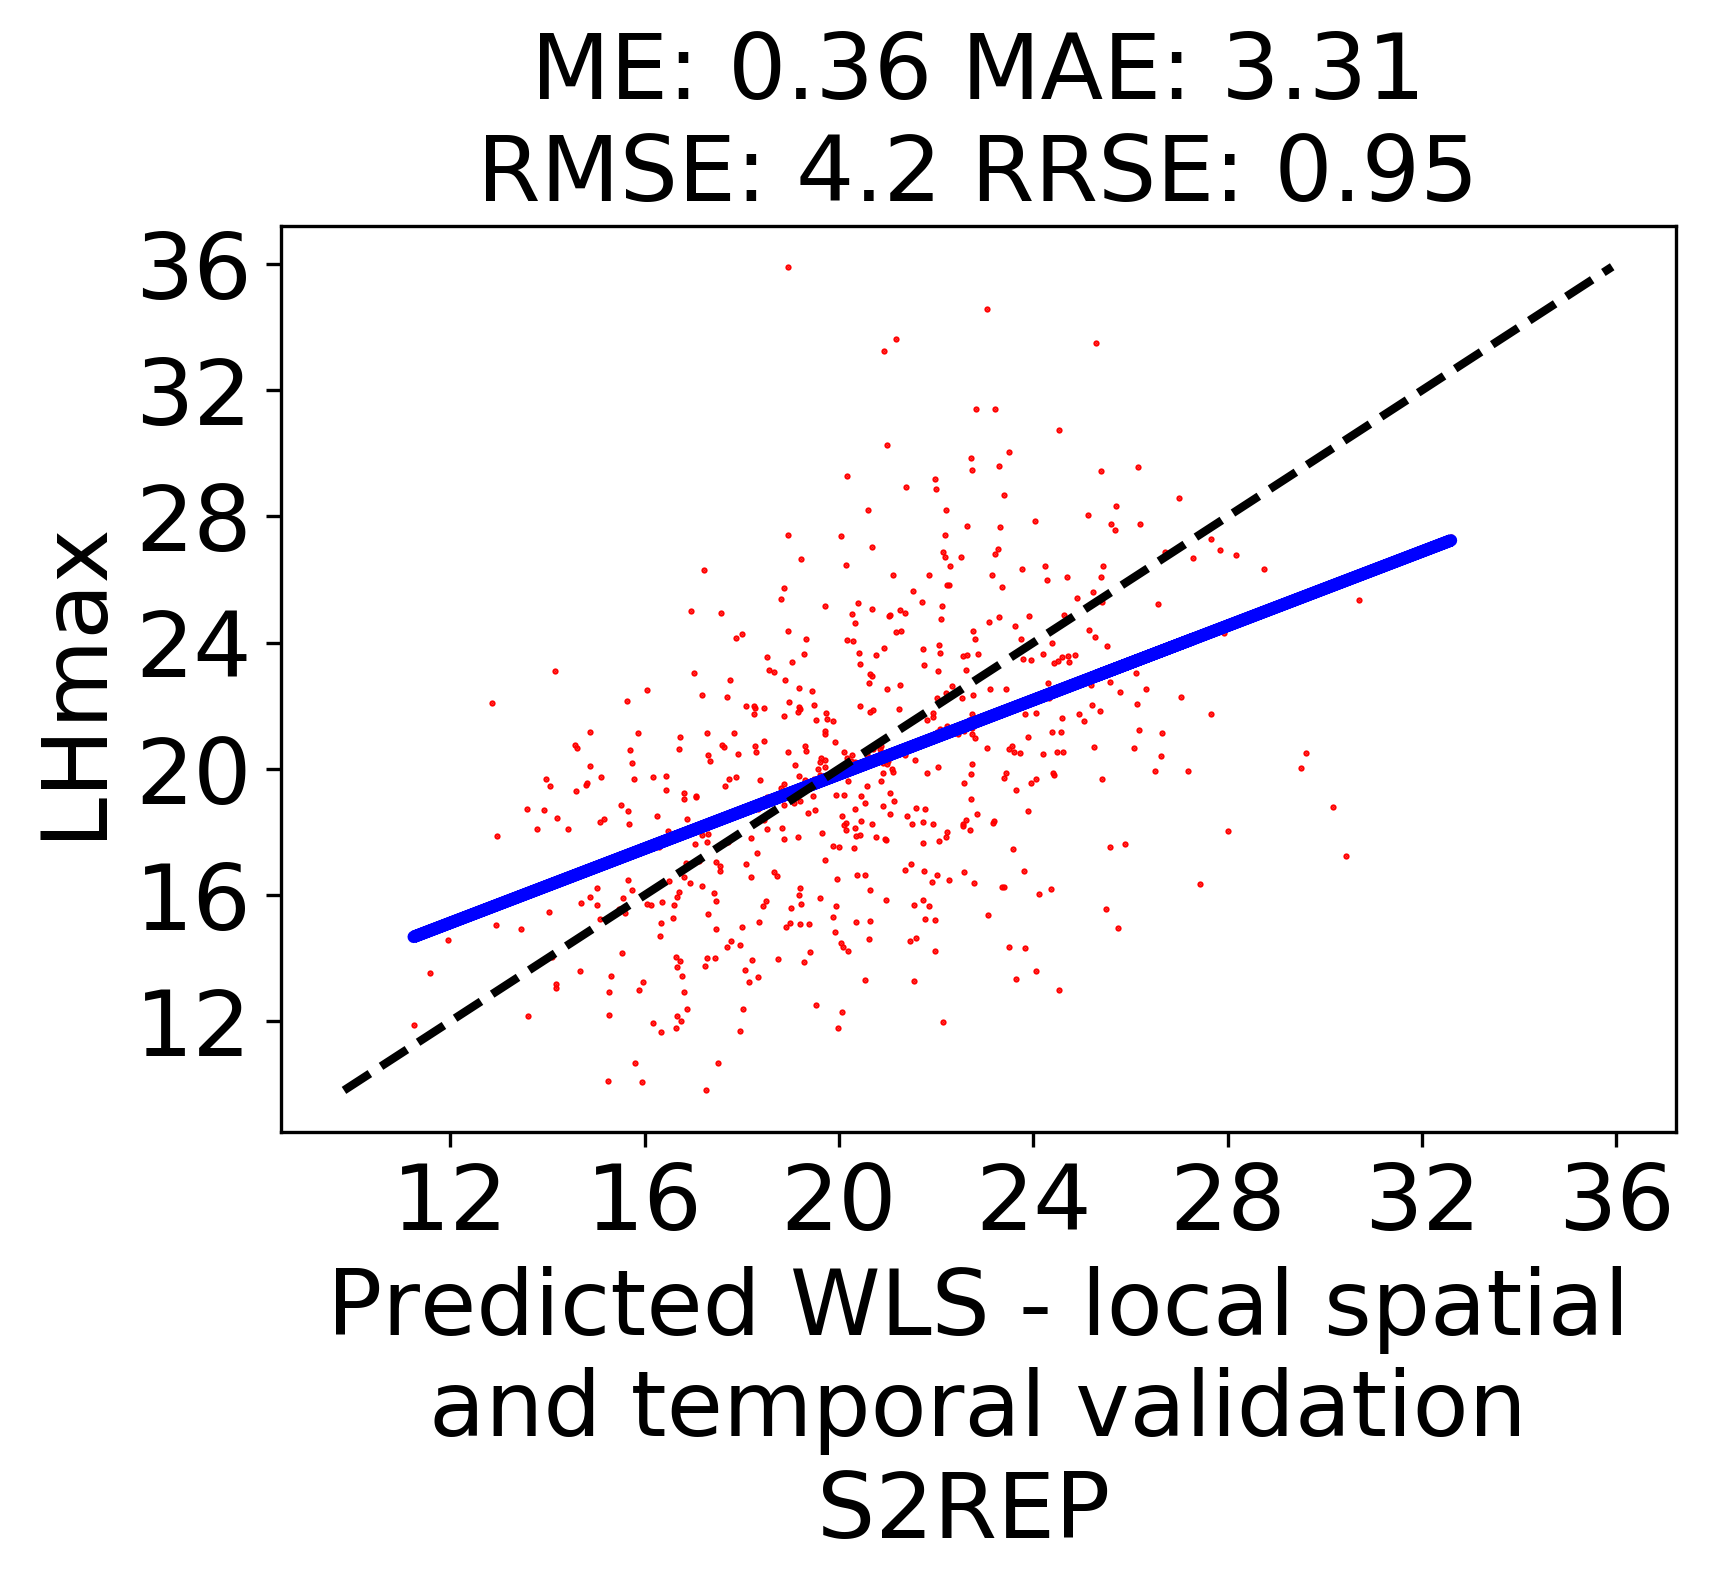 ME: 0.36 MAE: 3.31
RMSE: 4.2 RRSE: 0.95
36
32
28
24
20
16
12
LHmax
12 16 20 24 28 32 36
Predicted WLS - local spatial
and temporal validation
S2REP